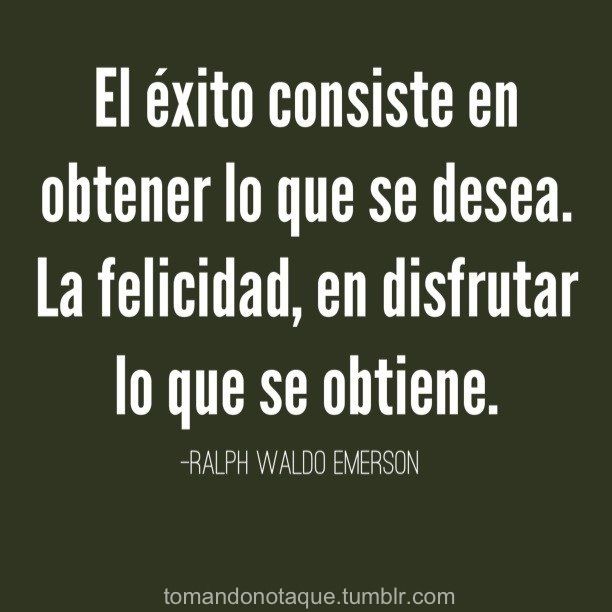 El éxito consiste en
obtener lo que se desea.
La felicidad, en disfrutar
lo que se obtiene.
-RALPH WALDO EMERSON
tomandonotaque.tumblr.com